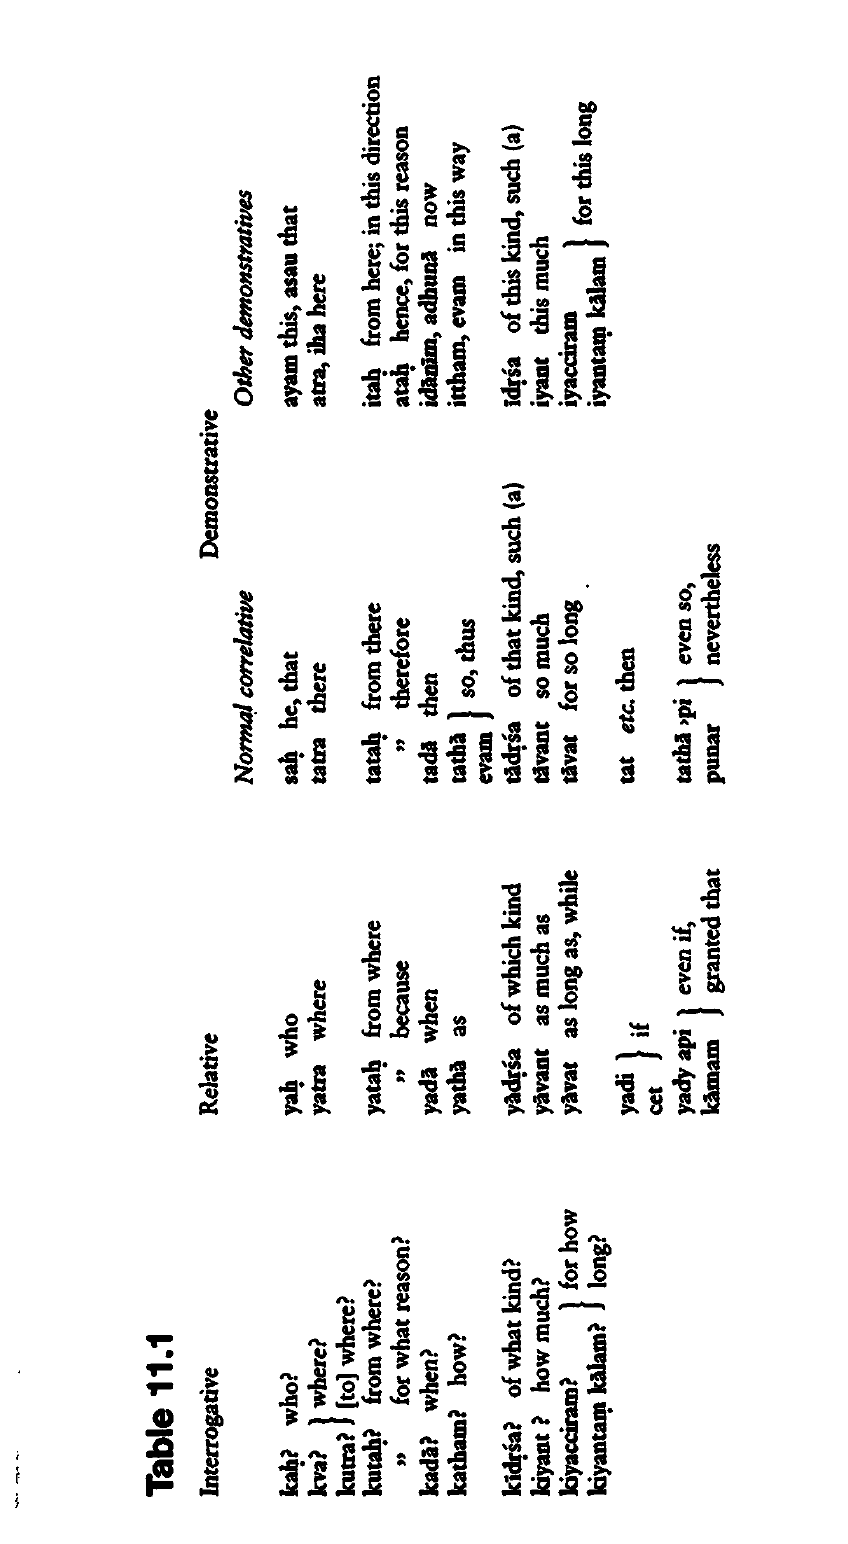 Table 11.1
Interrogative Relative Demonstrative
Normal correlative Other demonstratives
kaḥ? who? yaḥ who saḥ he, that ayam this, asau that
kva? } where? yatra where tatra there atra, iha here
kutra? } [to] where?
kutaḥ? from where? yataḥ from where tataḥ from there itaḥ from here; in this direction
” for what reason? ” because ” therefore ataḥ hence, for this reason
kadā? when? yadā when tadā then idānīm, adhunā now
katham? how? yathā as tathā } so, thus ittham, evam in this way
evam
kīdṛśa? of what kind? yādṛśa of which kind tādṛśa of that kind, such (a) īdṛśa of this kind, such (a)
kiyant ? how much? yāvant as much as tāvant so much iyant this much
kiyacciram? } for how yāvat as long as, while tāvat for so long iyacciram } for this long
kiyantaṃ kālam? } long? iyantaṃ kālam
yadi } if tat etc. then
cet
yady api } even if, tathā ›pi } even so,
kāmam } granted that punar } nevertheless